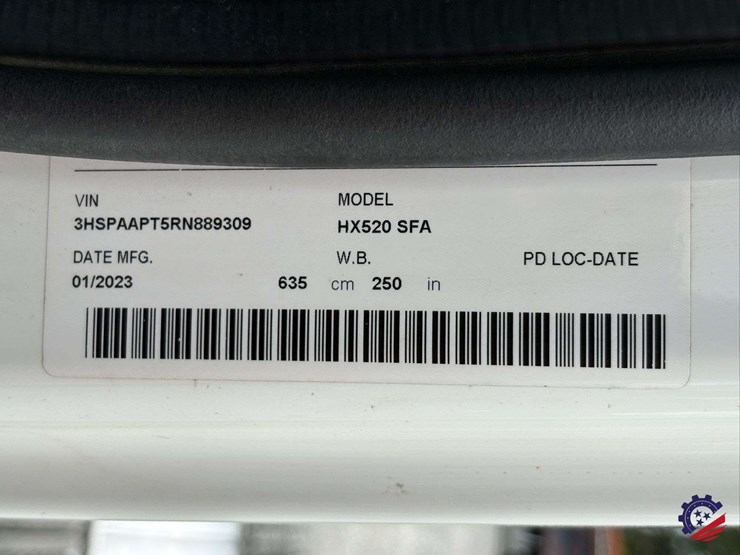 VIN MODEL
3HSPAAPT5RN889309 HX520 SFA
DATE MFG. W.B. PD LOC-DATE
01/2023 635 cm 250 in